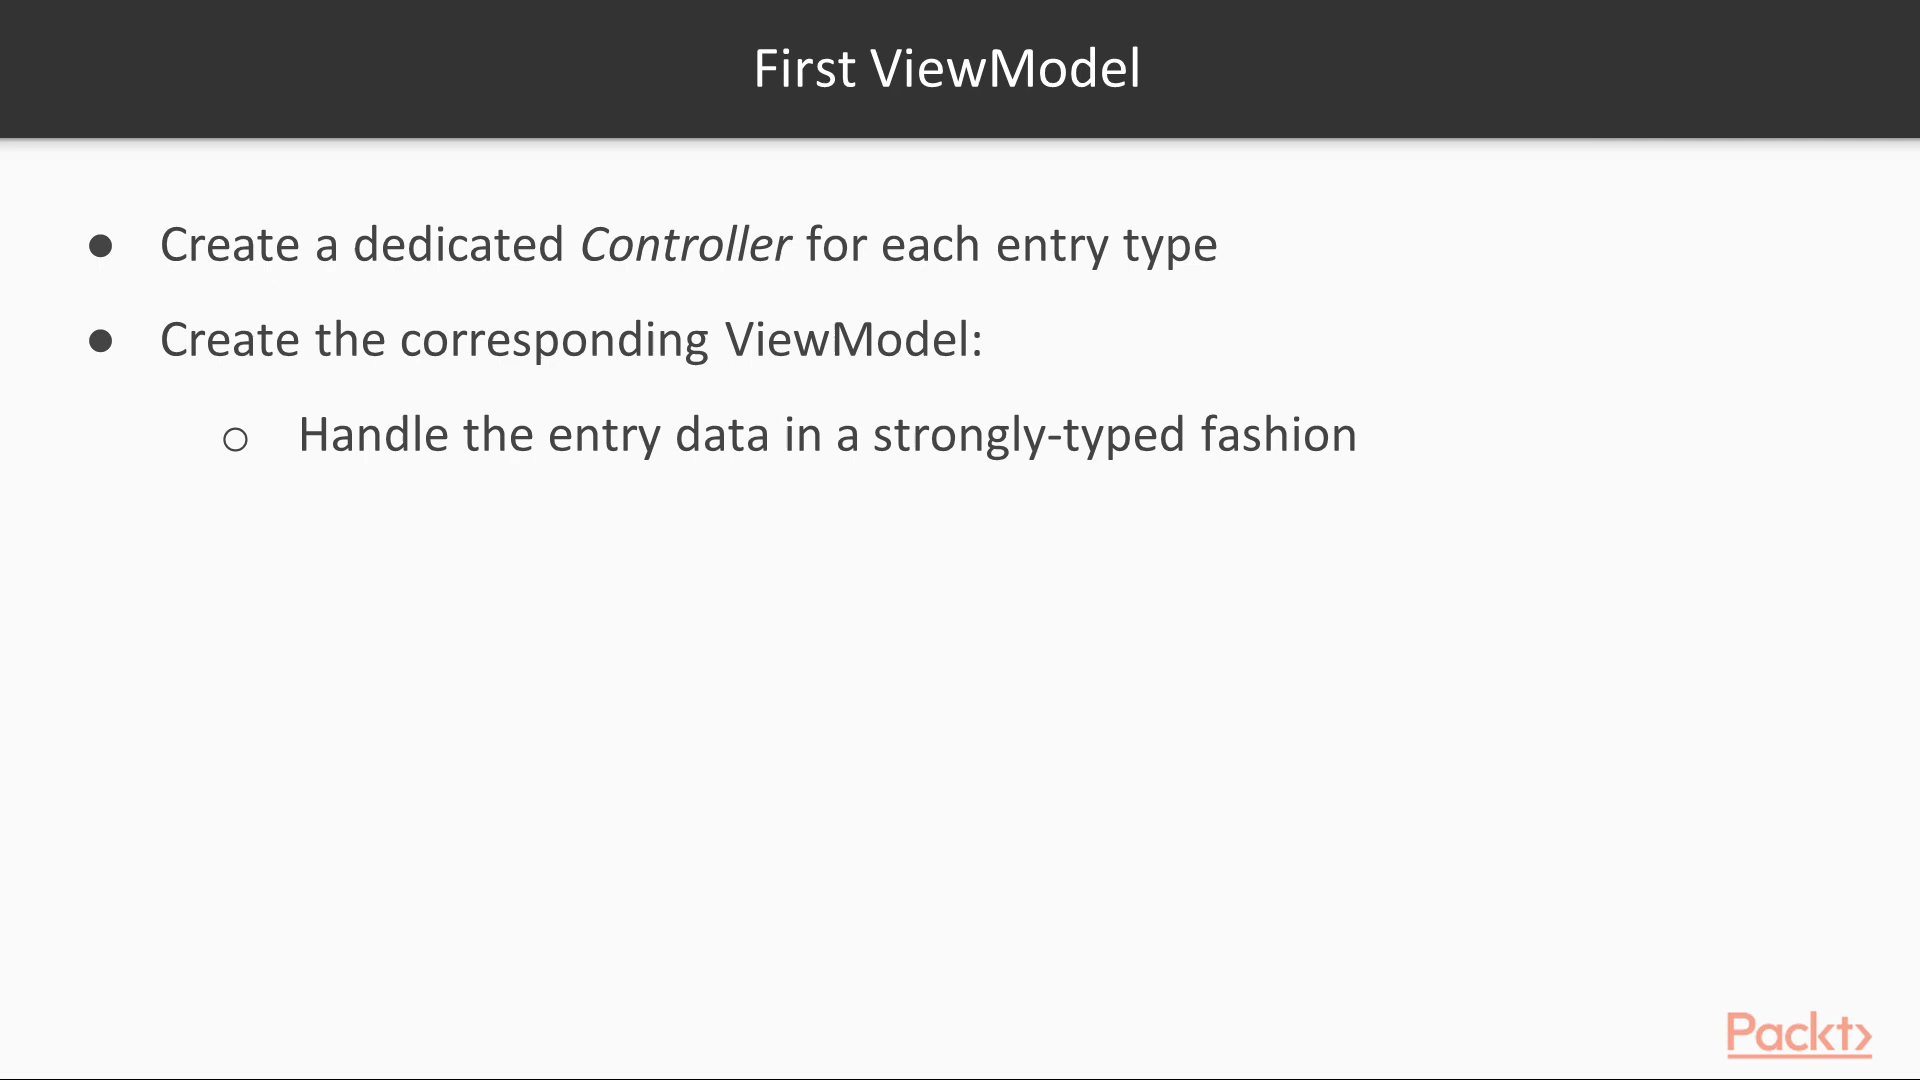 First ViewModel
● Create a dedicated Controller for each entry type
● Create the corresponding ViewModel:
○ Handle the entry data in a strongly-typed fashion
Packt>